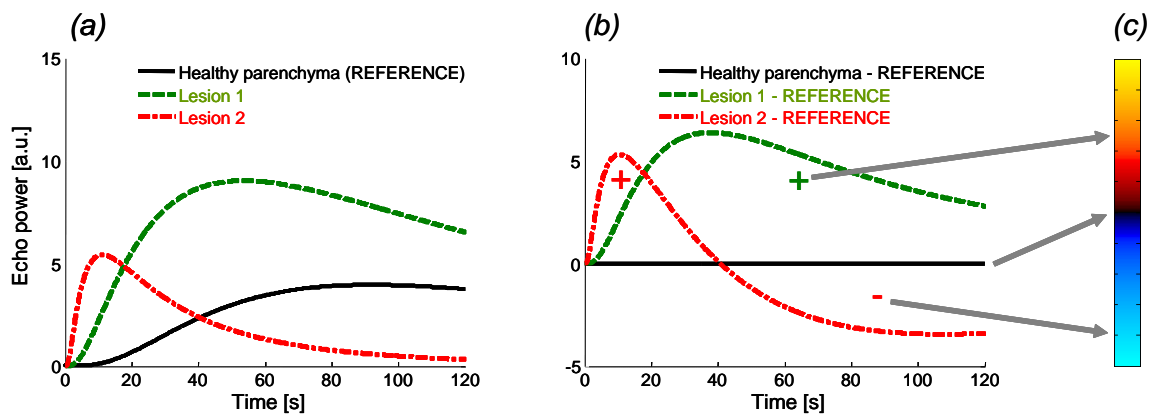 (a)
(b)
(c)
15
10
5
0
Echo power [a.u.]
Healthy parenchyma (REFERENCE)
Lesion 1
Lesion 2
0 20 40 60 80 100 120
Time [s]
10
5
0
-5
Healthy parenchyma - REFERENCE
Lesion 1 - REFERENCE
Lesion 2 - REFERENCE
+
+
-
0 20 40 60 80 100 120
Time [s]